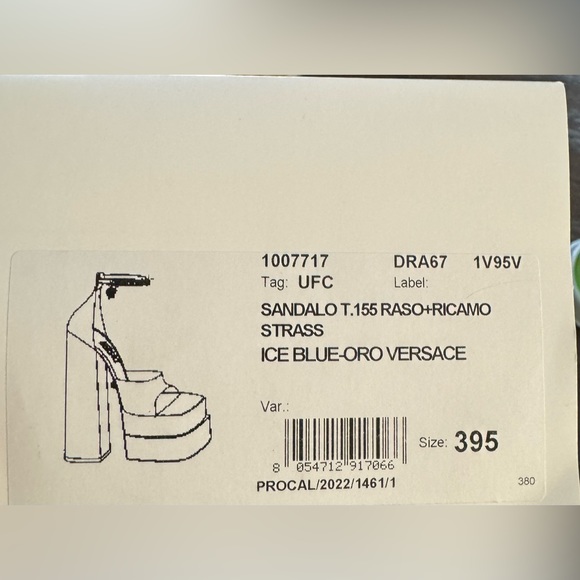 1007717 DRA67 1V95V
Tag: UFC Label:
SANDALO T.155 RASO+RICAMO
STRASS
ICE BLUE-ORO VERSACE
Var.:
Size: 395
8 054712 917066
PROCAL/2022/1461/1
380